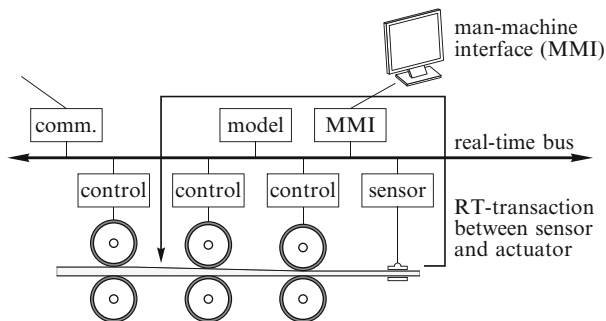 man-machine
interface (MMI)
comm.
model
MMI
real-time bus
control
control
control
sensor
RT-transaction
between sensor
and actuator